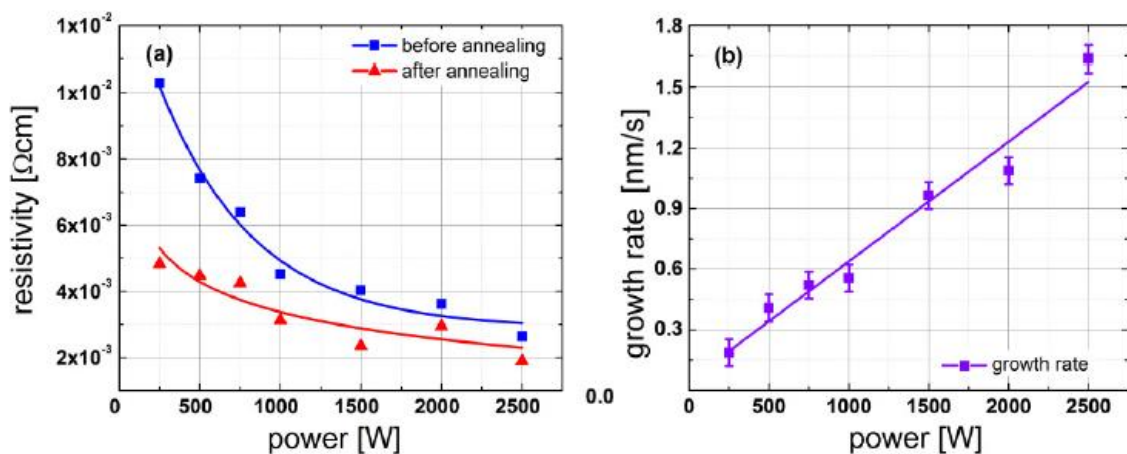 (a)
before annealing
after annealing
resistivity [Ωcm]
1x10⁻²
1x10⁻²
8x10⁻³
6x10⁻³
4x10⁻³
2x10⁻³
0 500 1000 1500 2000 2500
power [W]
(b)
growth rate [nm/s]
1.8
1.5
1.2
0.9
0.6
0.3
0.0
growth rate
0 500 1000 1500 2000 2500
power [W]